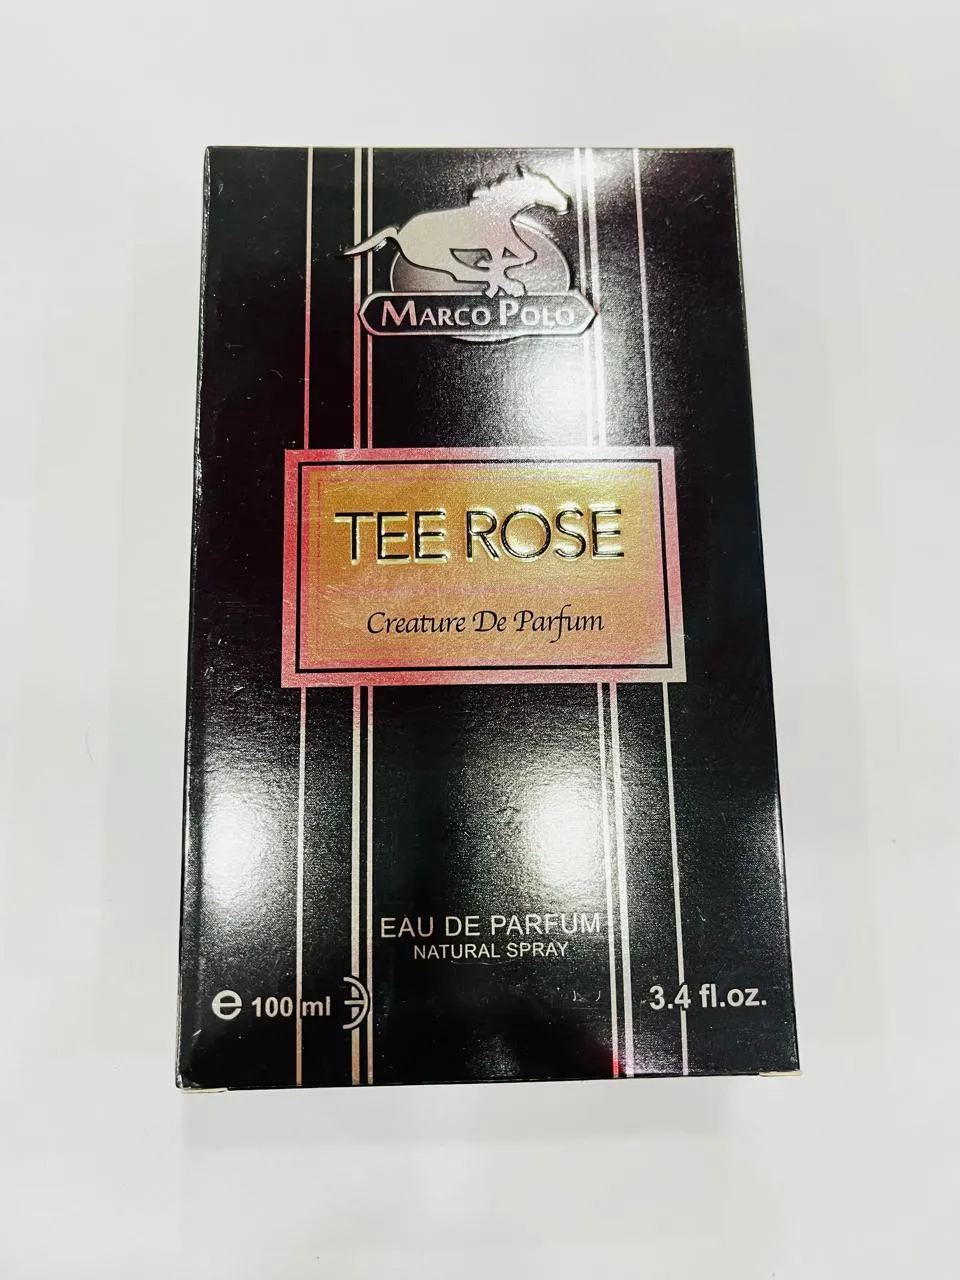 MARCO POLO
TEE ROSE
Creature De Parfum
EAU DE PARFUM
NATURAL SPRAY
℮ 100 ml
3.4 fl.oz.